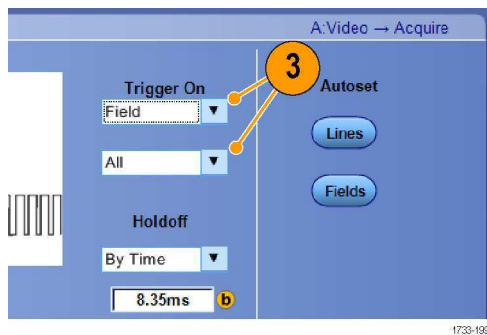 A:Video → Acquire
3
Trigger On
Autoset
Field
Lines
All
Fields
Holdoff
By Time
8.35ms
b